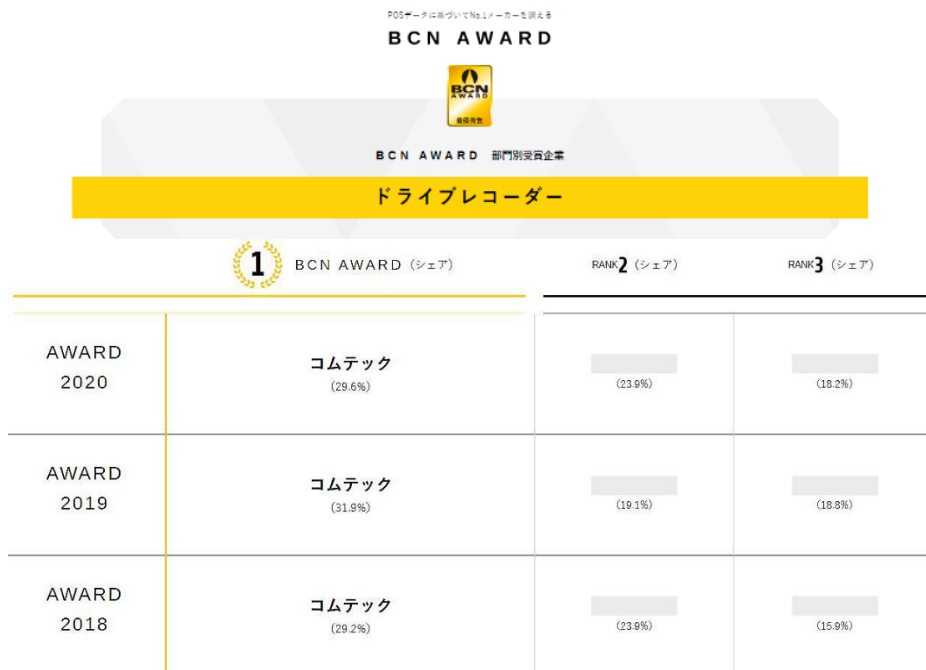 POSデータに基づいてNo.1メーカーを讃える
BCN AWARD
BCN
AWARD
最優秀賞
BCN AWARD 部門別受賞企業
ドライブレコーダー
1 BCN AWARD (シェア) RANK2 (シェア) RANK3 (シェア)
AWARD
2020
コムテック
(29.6%)
(23.9%)
(18.2%)
AWARD
2019
コムテック
(31.9%)
(19.1%)
(18.8%)
AWARD
2018
コムテック
(29.2%)
(23.9%)
(15.9%)